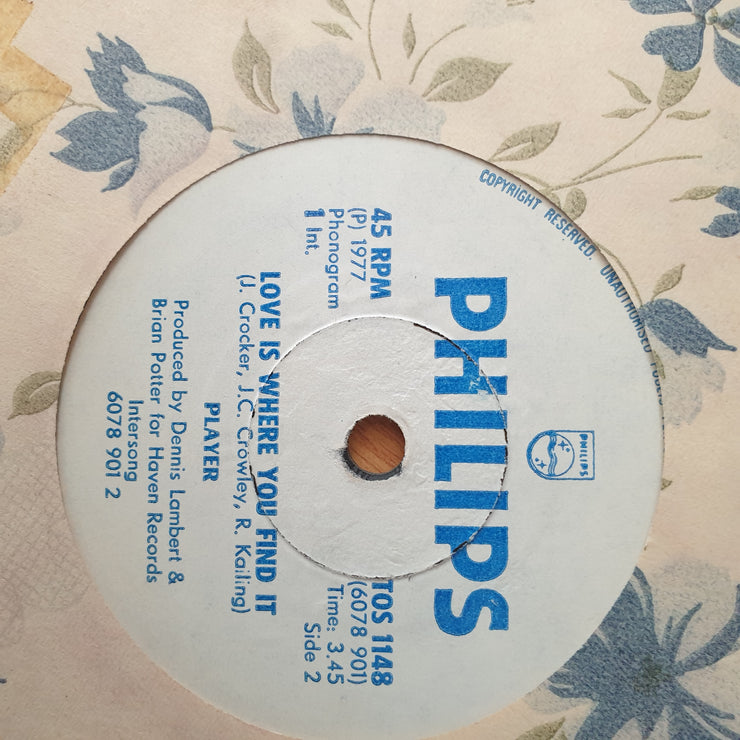 COPYRIGHT RESERVED. UNAUTHORISED
PHILIPS
PHILIPS
45 RPM
(P) 1977
Phonogram
1 Int.
TOS 1148
(6078 901)
Time: 3.45
Side 2
LOVE IS WHERE YOU FIND IT
(J. Crocker, J.C. Crowley, R. Kailing)
PLAYER
Produced by Dennis Lambert &
Brian Potter for Haven Records
Intersong
6078 901 2